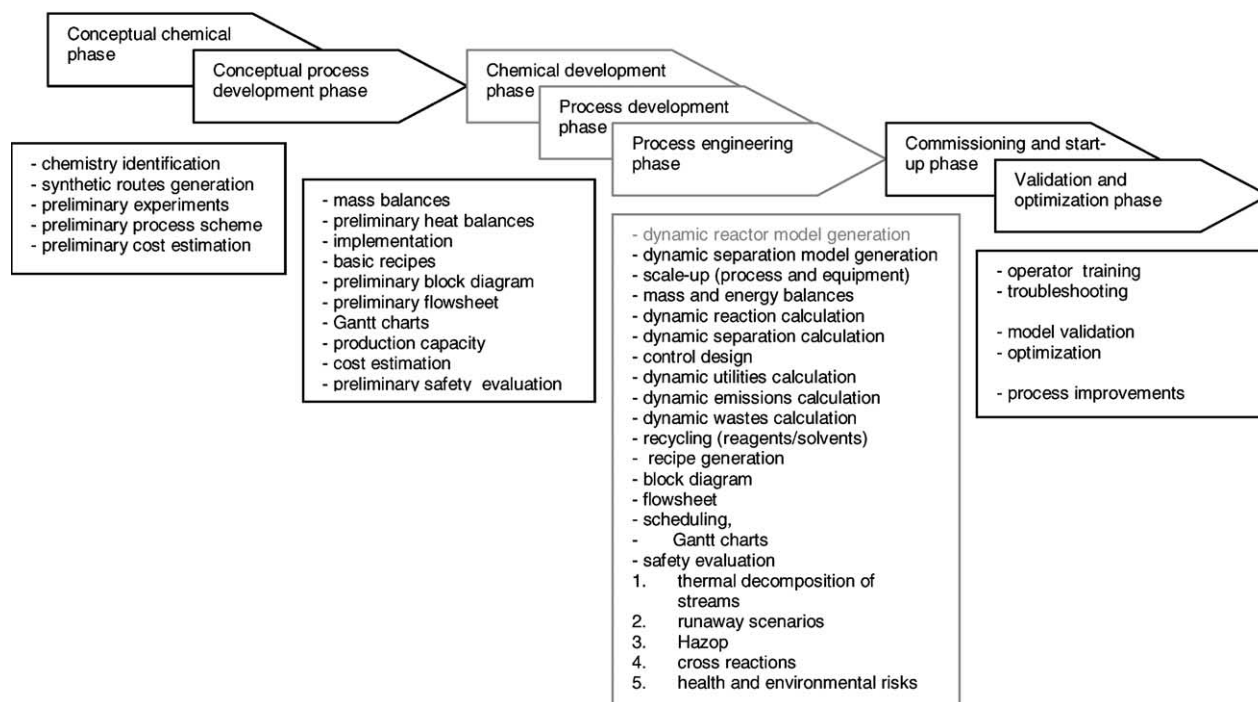 Conceptual chemical
phase
Conceptual process
development phase
Chemical development
phase
Process development
phase
Process engineering
phase
Commissioning and start-
up phase
Validation and
optimization phase
- chemistry identification
- synthetic routes generation
- preliminary experiments
- preliminary process scheme
- preliminary cost estimation
- mass balances
- preliminary heat balances
- implementation
- basic recipes
- preliminary block diagram
- preliminary flowsheet
- Gantt charts
- production capacity
- cost estimation
- preliminary safety evaluation
- dynamic reactor model generation
- dynamic separation model generation
- scale-up (process and equipment)
- mass and energy balances
- dynamic reaction calculation
- dynamic separation calculation
- control design
- dynamic utilities calculation
- dynamic emissions calculation
- dynamic wastes calculation
- recycling (reagents/solvents)
- recipe generation
- block diagram
- flowsheet
- scheduling,
- Gantt charts
- safety evaluation
1. thermal decomposition of
streams
2. runaway scenarios
3. Hazop
4. cross reactions
5. health and environmental risks
- operator training
- troubleshooting
- model validation
- optimization
- process improvements